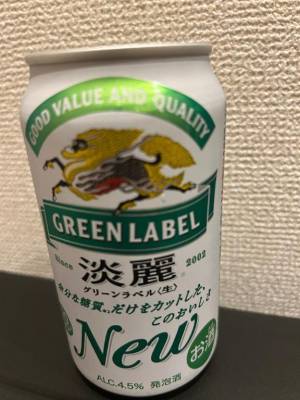 GOOD VALUE AND QUALITY
GREEN LABEL
Since 2002
淡麗
グリーンラベル〈生〉
余分な糖質、だけをカットした、
このおいしさ
New
お酒
ALC.4.5% 発泡酒